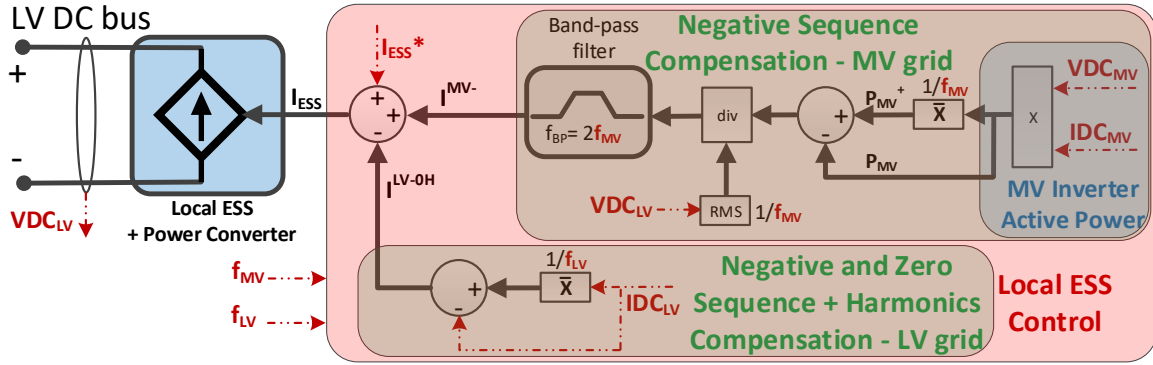 LV DC bus
+
-
VDC_LV
I_ESS
Local ESS
+ Power Converter
f_MV
f_LV
I_ESS*
+
+
-
I^MV-
I^LV-0H
Band-pass
filter
f_BP= 2f_MV
Negative Sequence
Compensation - MV grid
div
VDC_LV
RMS
1/f_MV
+
-
P_MV^+
P_MV
1/f_MV
x̄
x
VDC_MV
IDC_MV
MV Inverter
Active Power
+
-
1/f_LV
x̄
IDC_LV
Negative and Zero
Sequence + Harmonics
Compensation - LV grid
Local ESS
Control